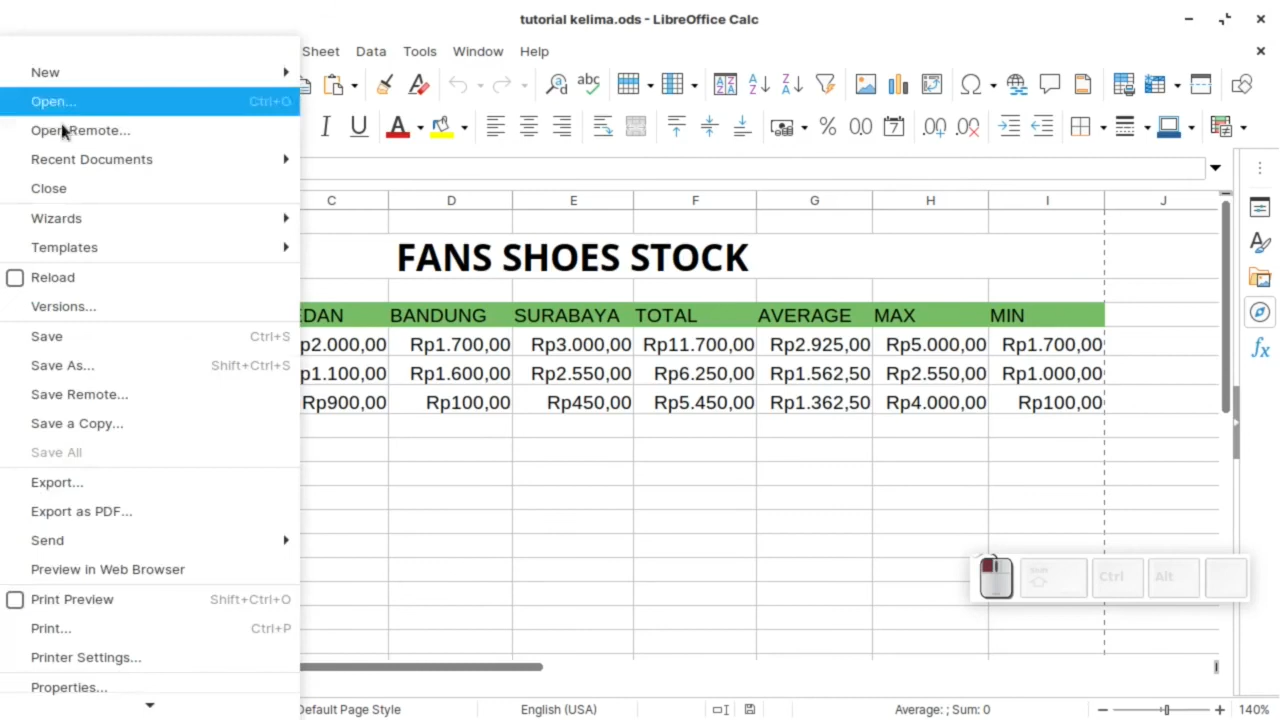 tutorial kelima.ods - LibreOffice Calc
Sheet Data Tools Window Help
New
Open... Ctrl+O
Open Remote...
Recent Documents
Close
Wizards
Templates
Reload
Versions...
Save Ctrl+S
Save As... Shift+Ctrl+S
Save Remote...
Save a Copy...
Save All
Export...
Export as PDF...
Send
Preview in Web Browser
Print Preview Shift+Ctrl+O
Print... Ctrl+P
Printer Settings...
Properties...
C D E F G H I J
FANS SHOES STOCK
EDAN BANDUNG SURABAYA TOTAL AVERAGE MAX MIN
p2.000,00 Rp1.700,00 Rp3.000,00 Rp11.700,00 Rp2.925,00 Rp5.000,00 Rp1.700,00
p1.100,00 Rp1.600,00 Rp2.550,00 Rp6.250,00 Rp1.562,50 Rp2.550,00 Rp1.000,00
Rp900,00 Rp100,00 Rp450,00 Rp5.450,00 Rp1.362,50 Rp4.000,00 Rp100,00
Shift Ctrl Alt
Default Page Style English (USA) Average: ; Sum: 0 140%